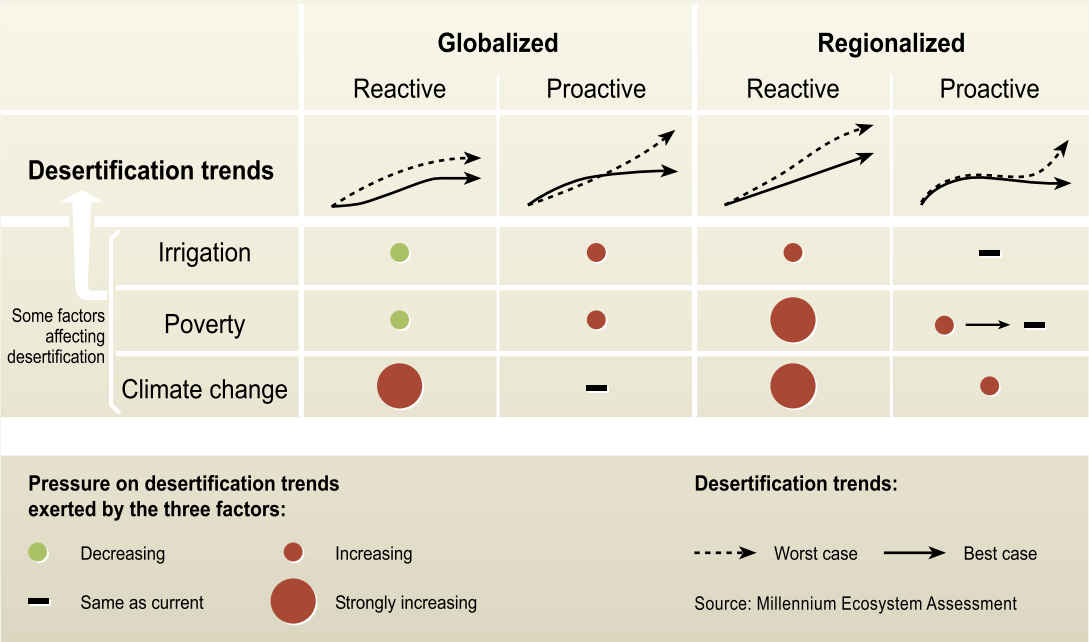 Globalized
Regionalized
Reactive
Proactive
Reactive
Proactive
Desertification trends
Irrigation
Some factors
affecting
desertification
Poverty
Climate change
Pressure on desertification trends
exerted by the three factors:
Decreasing
Increasing
Same as current
Strongly increasing
Desertification trends:
Worst case
Best case
Source: Millennium Ecosystem Assessment